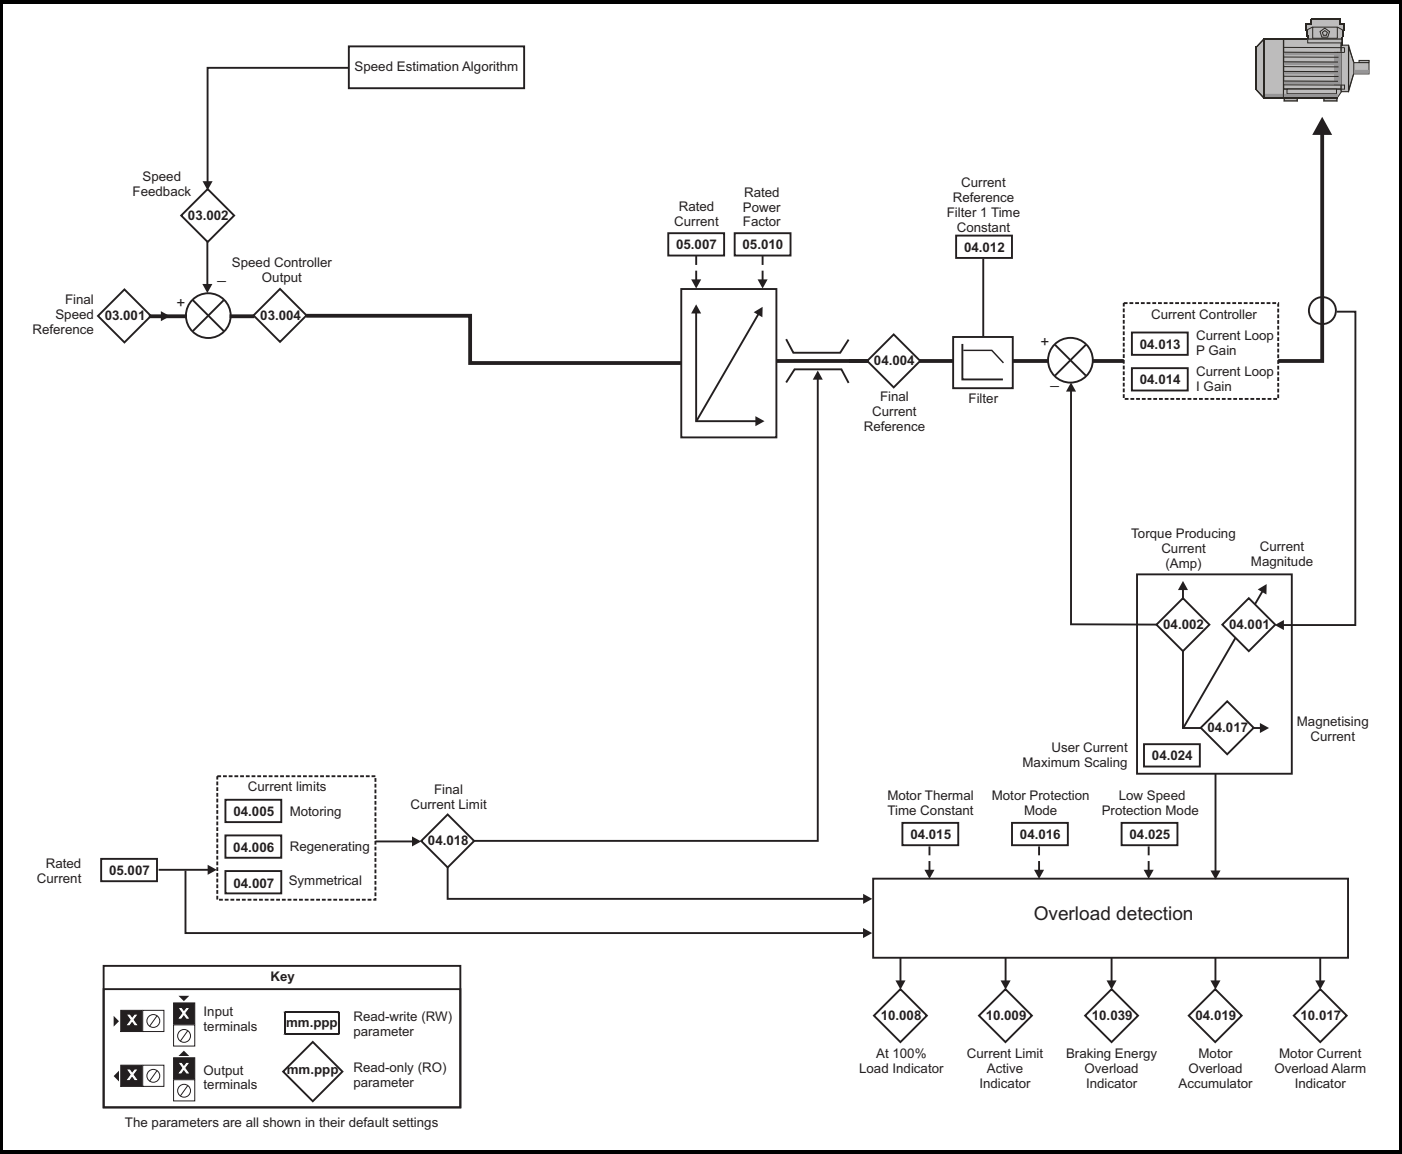 Speed Estimation Algorithm
Speed
Feedback
03.002
–
Speed Controller
Output
Final
Speed
Reference
03.001
+
03.004
Rated
Current
05.007
Rated
Power
Factor
05.010
Current
Reference
Filter 1 Time
Constant
04.012
04.004
Final
Current
Reference
Filter
+
–
Current Controller
04.013
Current Loop
P Gain
04.014
Current Loop
I Gain
Torque Producing
Current
(Amp)
Current
Magnitude
04.002
04.001
04.017
Magnetising
Current
User Current
Maximum Scaling
04.024
Current limits
04.005 Motoring
04.006 Regenerating
04.007 Symmetrical
Final
Current Limit
04.018
Rated
Current
05.007
Motor Thermal
Time Constant
04.015
Motor Protection
Mode
04.016
Low Speed
Protection Mode
04.025
Overload detection
10.008
At 100%
Load Indicator
10.009
Current Limit
Active
Indicator
10.039
Braking Energy
Overload
Indicator
04.019
Motor
Overload
Accumulator
10.017
Motor Current
Overload Alarm
Indicator
Key
X
X
Input
terminals
mm.ppp
Read-write (RW)
parameter
X
X
Output
terminals
mm.ppp
Read-only (RO)
parameter
The parameters are all shown in their default settings